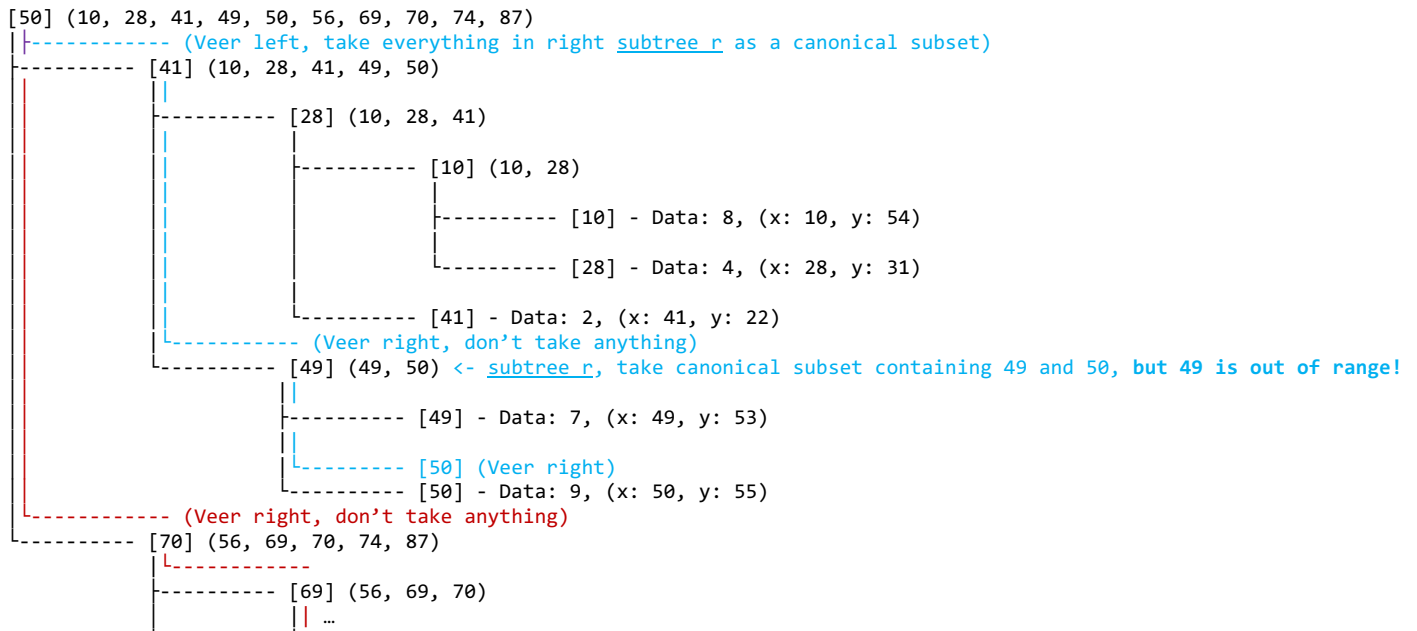 [50] (10, 28, 41, 49, 50, 56, 69, 70, 74, 87)
------------ (Veer left, take everything in right subtree r as a canonical subset)
---------- [41] (10, 28, 41, 49, 50)
---------- [28] (10, 28, 41)
---------- [10] (10, 28)
---------- [10] - Data: 8, (x: 10, y: 54)
---------- [28] - Data: 4, (x: 28, y: 31)
---------- [41] - Data: 2, (x: 41, y: 22)
----------- (Veer right, don’t take anything)
---------- [49] (49, 50) <- subtree r, take canonical subset containing 49 and 50, but 49 is out of range!
---------- [49] - Data: 7, (x: 49, y: 53)
--------- [50] (Veer right)
---------- [50] - Data: 9, (x: 50, y: 55)
------------ (Veer right, don’t take anything)
---------- [70] (56, 69, 70, 74, 87)
------------
---------- [69] (56, 69, 70)
…